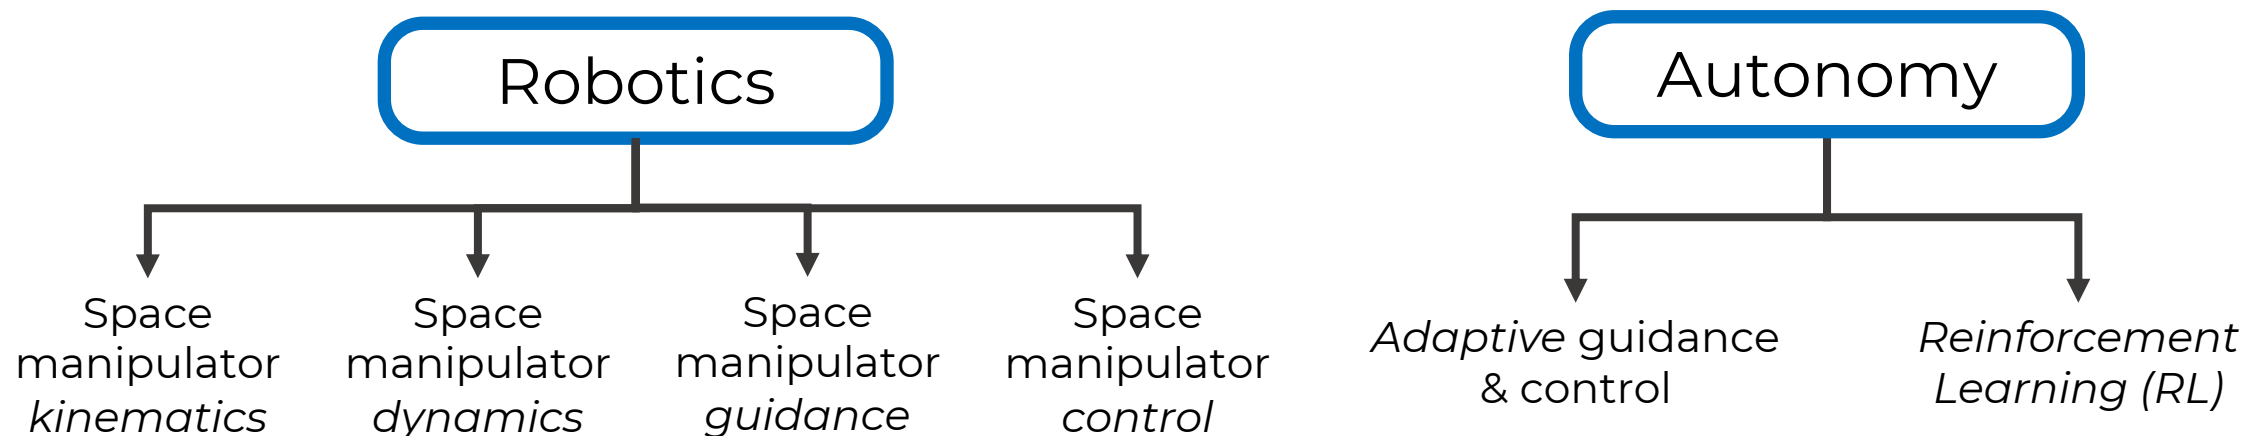 Robotics
Space
manipulator
kinematics
Space
manipulator
dynamics
Space
manipulator
guidance
Space
manipulator
control
Autonomy
Adaptive guidance
& control
Reinforcement
Learning (RL)